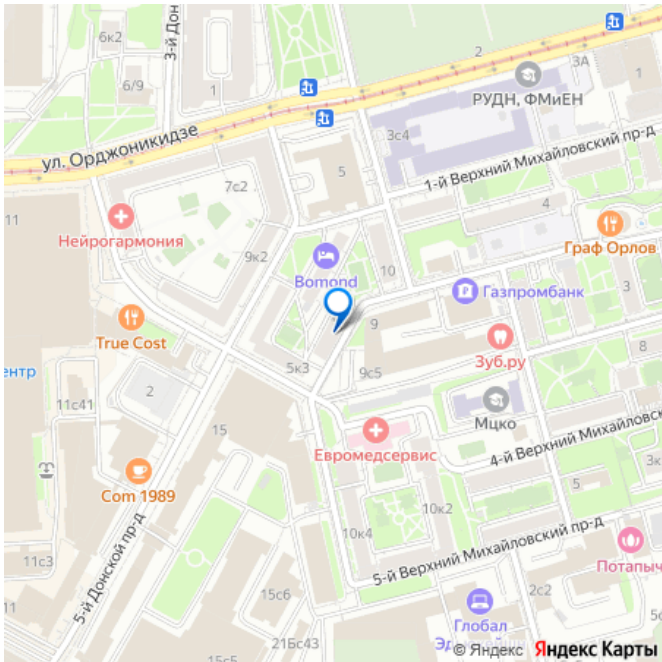 6к2
3-й Дон
6/9
1
1
2
3А
РУДН, ФМиЕН
ул. Орджоникидзе
3с4
5
7с2
1-й Верхний Михайловский пр-д
11
Нейрогармония
4
Граф Орлов
9к2
Bomond
10
Газпромбанк
3
True Cost
9
Зуб.ру
8
ентр
5к3
9с5
2
11с41
Мцко
15
Евромедсервис
4-й Верхний Михайловск
Com 1989
5
10к2
10к4
11с3
5-й Верхний Михайловский пр-д
Потапыч
5-й Донской пр-д
15с6
2с2
11
Глобал
21Бс43
© Яндекс Яндекс Карты